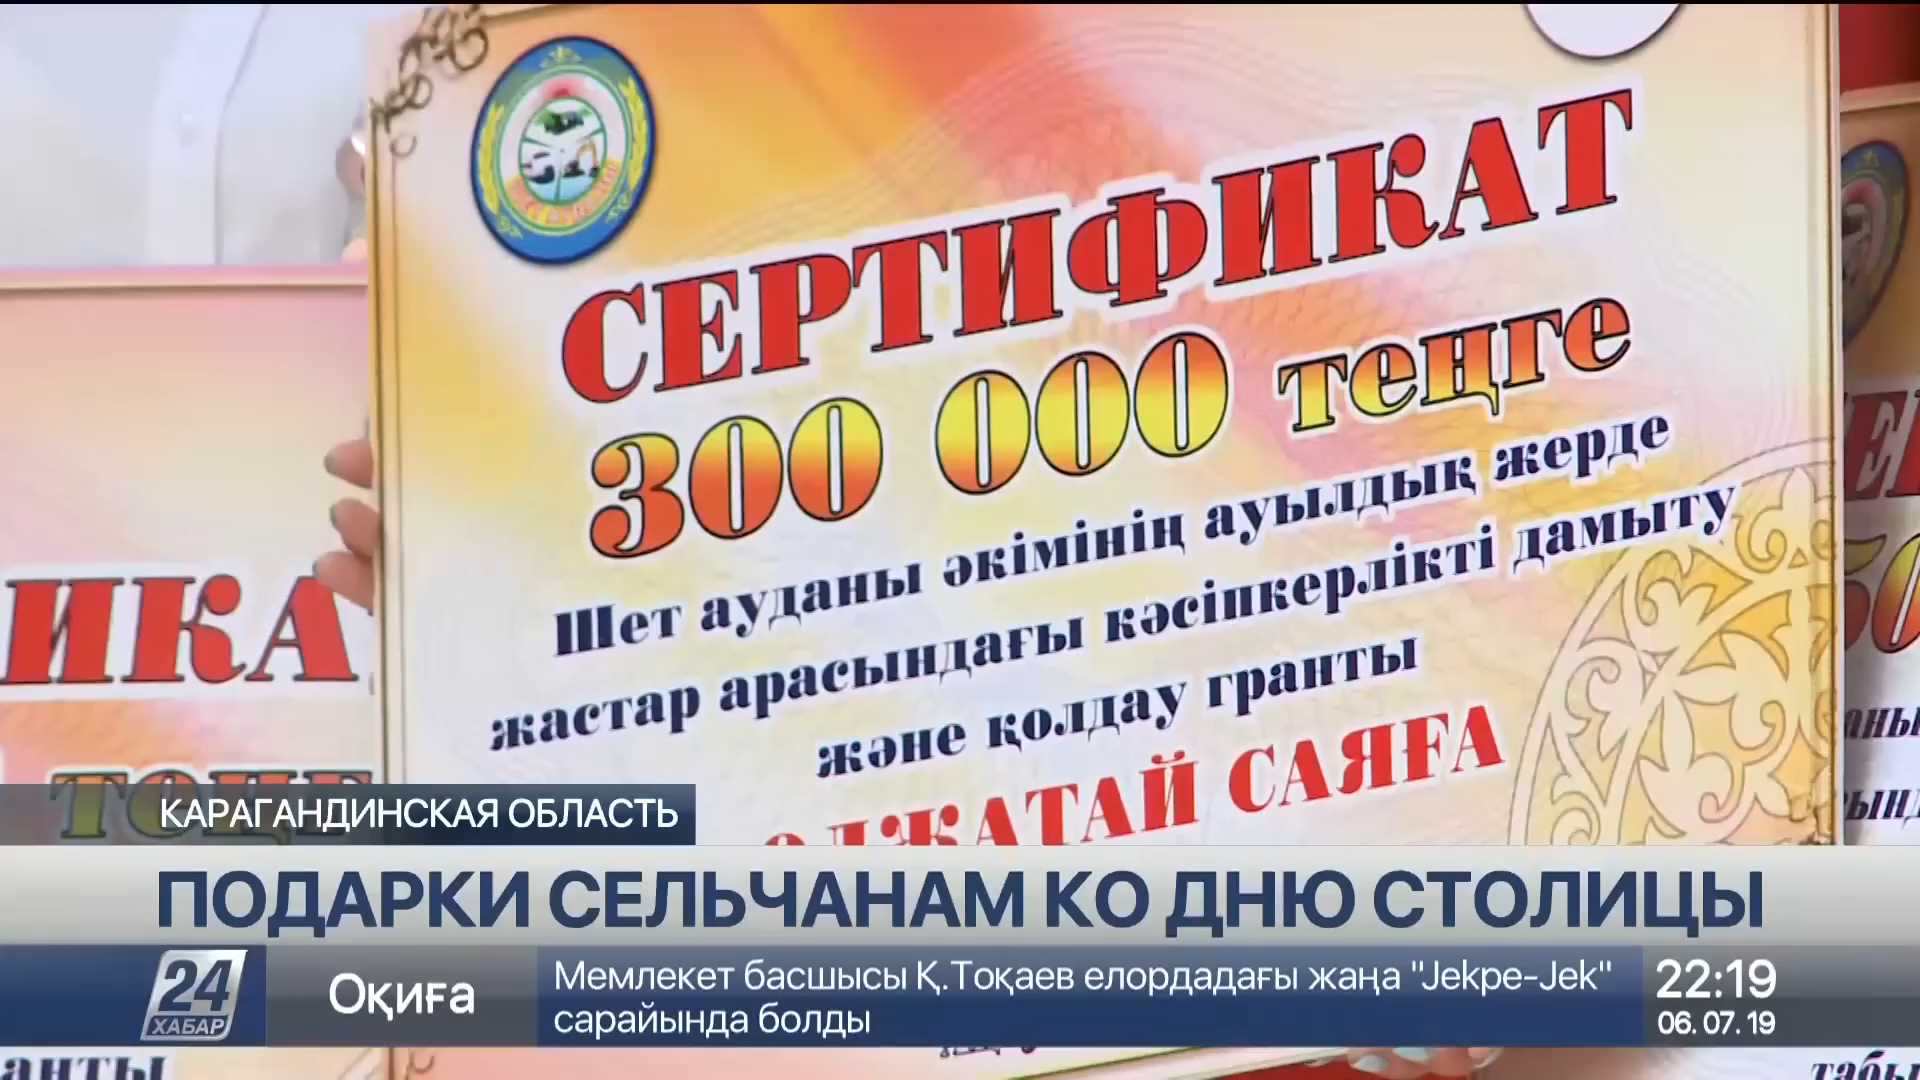 СЕРТИФИКАТ
300 000 теңге
Шет ауданы әкімінің ауылдық жерде
жастар арасындағы кәсіпкерлікті дамыту
және қолдау гранты
САЯҒА
КАРАГАНДИНСКАЯ ОБЛАСТЬ
ПОДАРКИ СЕЛЬЧАНАМ КО ДНЮ СТОЛИЦЫ
24
ХАБАР
Оқиға
Мемлекет басшысы Қ.Тоқаев елордадағы жаңа "Jekpe-Jek"
сарайында болды
22:19
06. 07. 19